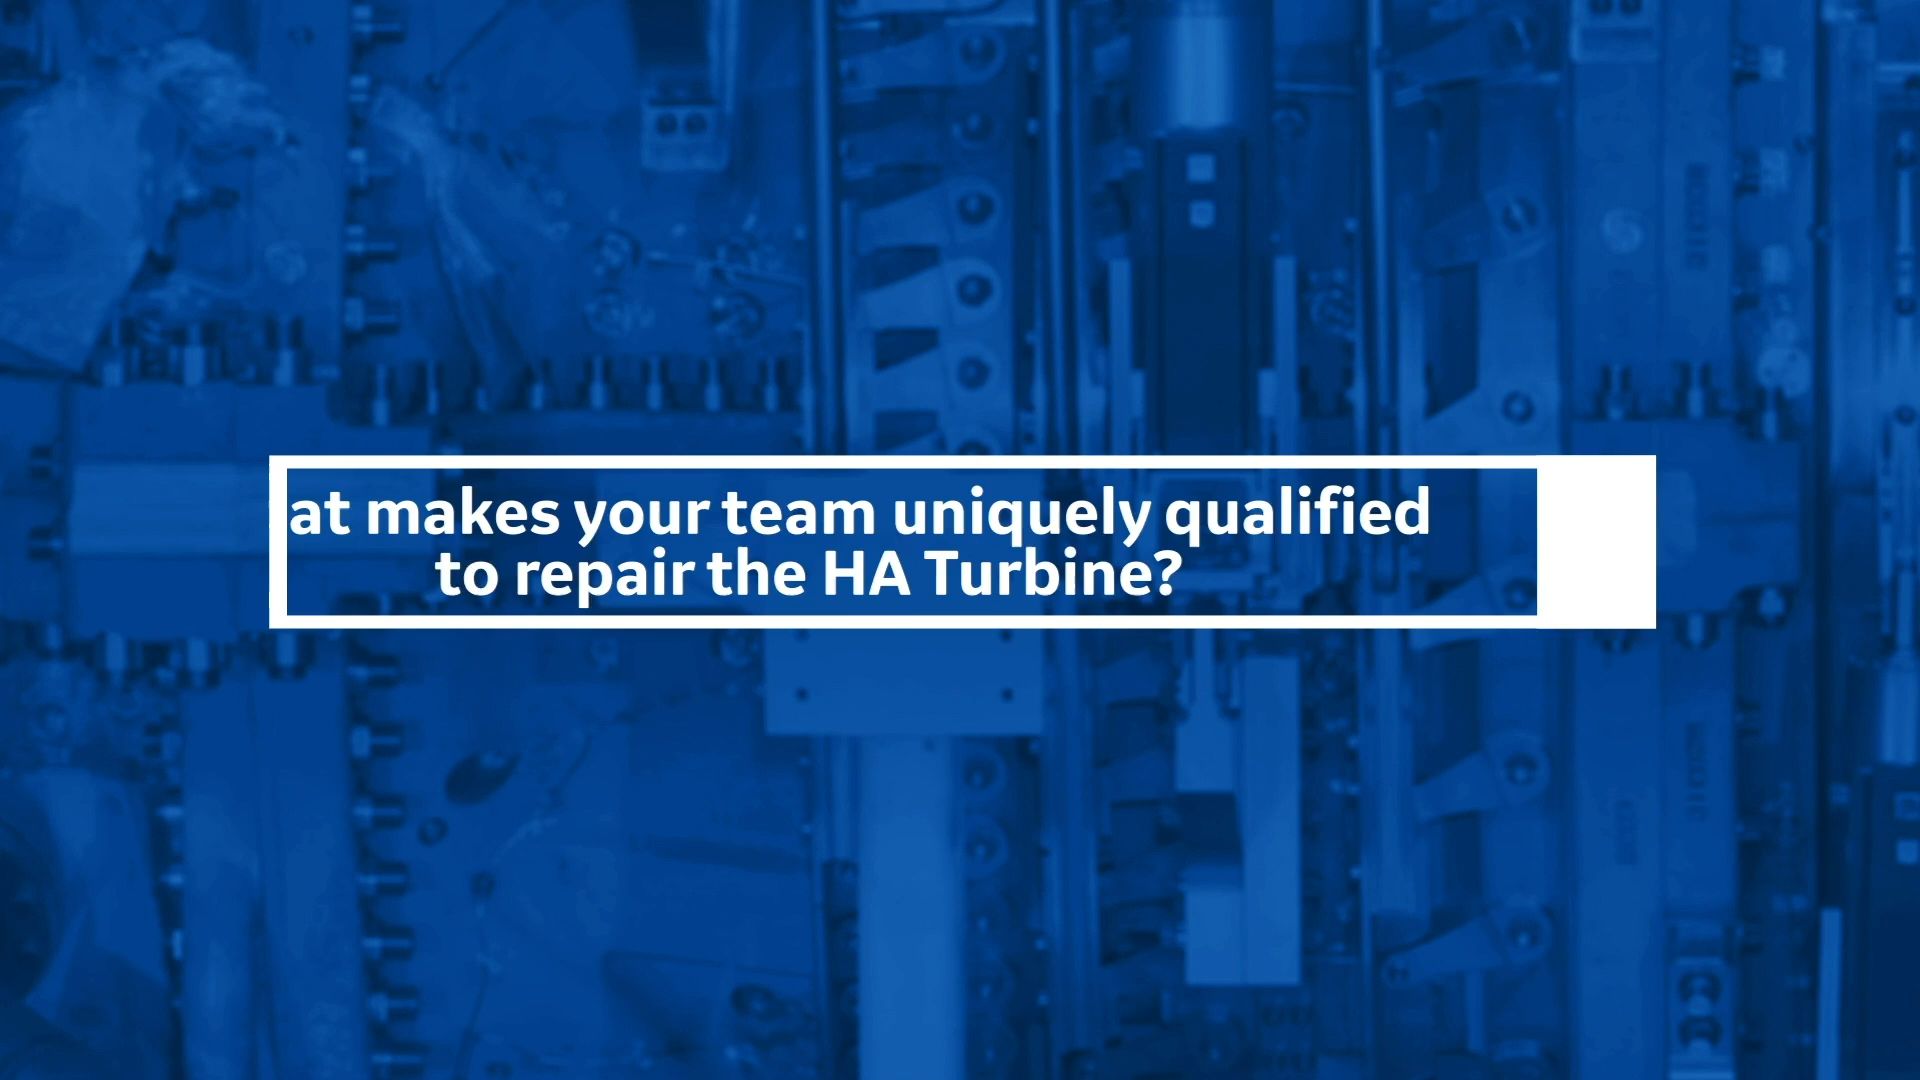 at makes your team uniquely qualified
to repair the HA Turbine?